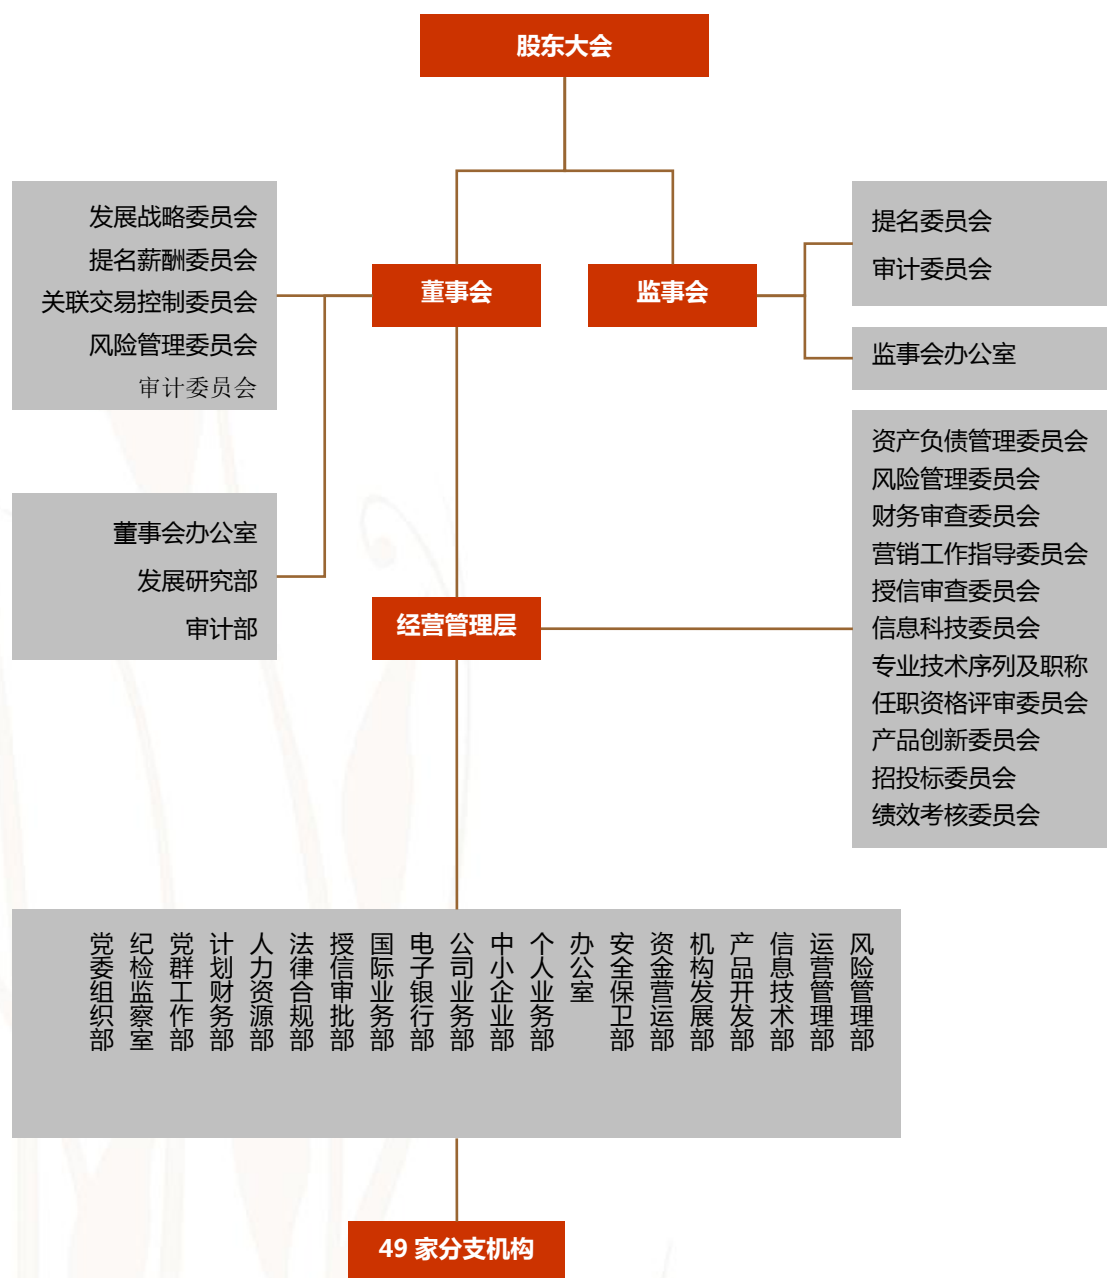 股东大会
发展战略委员会
提名薪酬委员会
关联交易控制委员会
风险管理委员会
审计委员会
董事会
监事会
提名委员会
审计委员会
监事会办公室
董事会办公室
发展研究部
审计部
经营管理层
资产负债管理委员会
风险管理委员会
财务审查委员会
营销工作指导委员会
授信审查委员会
信息科技委员会
专业技术序列及职称
任职资格评审委员会
产品创新委员会
招投标委员会
绩效考核委员会
党委组织部
纪检监察室
党群工作部
计划财务部
人力资源部
法律合规部
授信审批部
国际业务部
电子银行部
公司业务部
中小企业部
个人业务部
办公室
安全保卫部
资金营运部
机构发展部
产品开发部
信息技术部
运营管理部
风险管理部
49 家分支机构